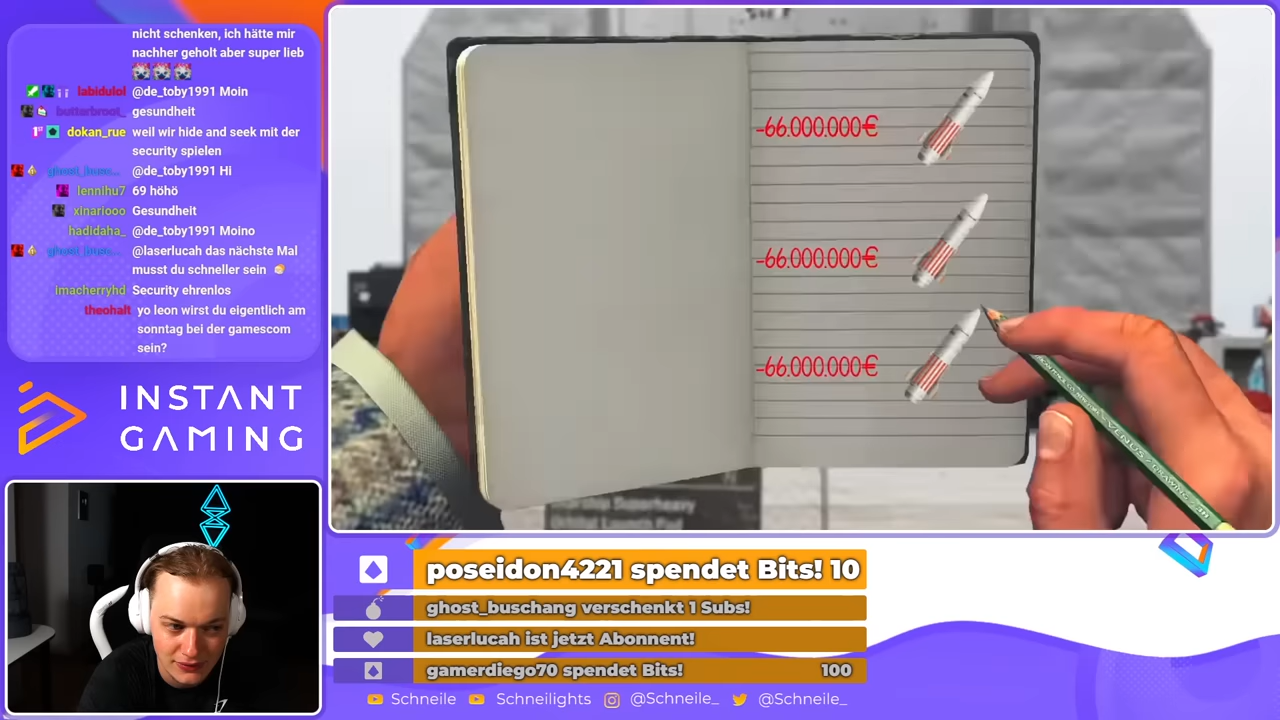 nicht schenken, ich hätte mir
nachher geholt aber super lieb
labidulol @de_toby1991 Moin
butterbroot_ gesundheit
1st dokan_rue weil wir hide and seek mit der
security spielen
ghost_busc... @de_toby1991 Hi
lennihu7 69 höhö
xinariooo Gesundheit
hadidaha_ @de_toby1991 Moino
ghost_busc... @laserlucah das nächste Mal
musst du schneller sein
imacherryhd Security ehrenlos
theohalt yo leon wirst du eigentlich am
sonntag bei der gamescom
sein?
INSTANT
GAMING
-66.000.000€
-66.000.000€
-66.000.000€
poseidon4221 spendet Bits! 10
ghost_buschang verschenkt 1 Subs!
laserlucah ist jetzt Abonnent!
gamerdiego70 spendet Bits! 100
Schneile Schneilights @Schneile_ @Schneile_